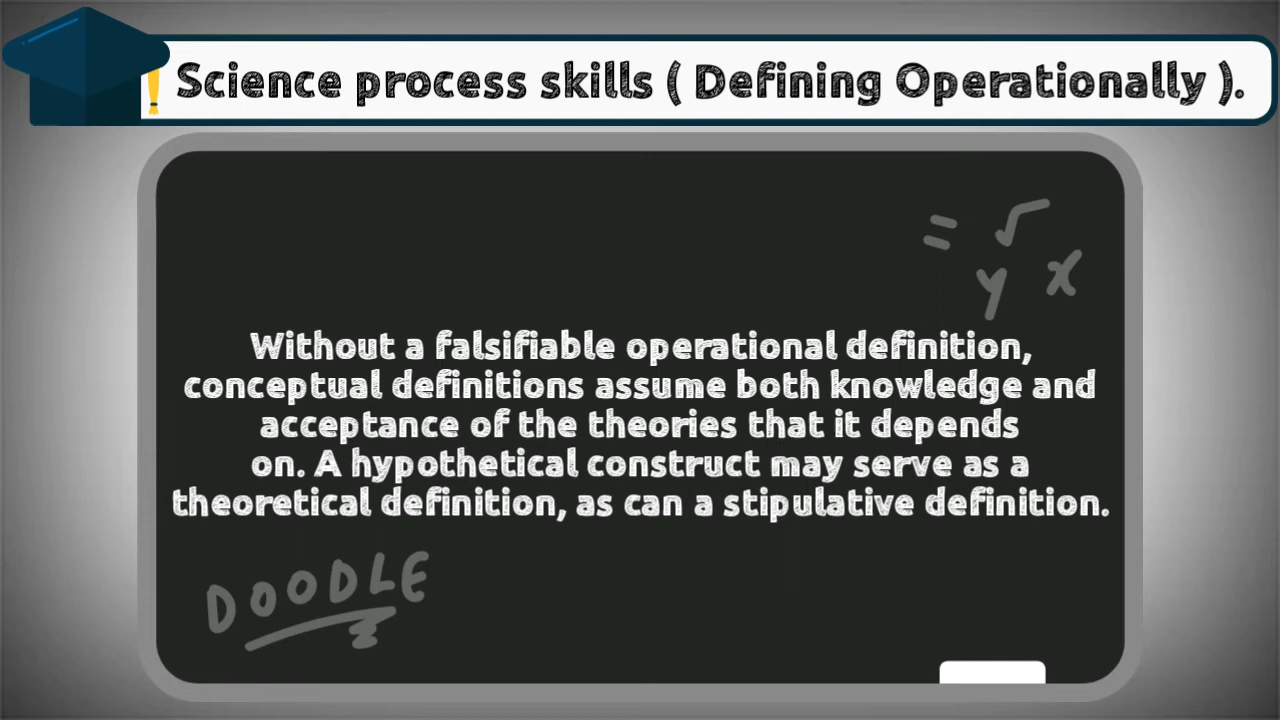 Science process skills ( Defining Operationally ).
= √
y x
Without a falsifiable operational definition,
conceptual definitions assume both knowledge and
acceptance of the theories that it depends
on. A hypothetical construct may serve as a
theoretical definition, as can a stipulative definition.
DOODLE